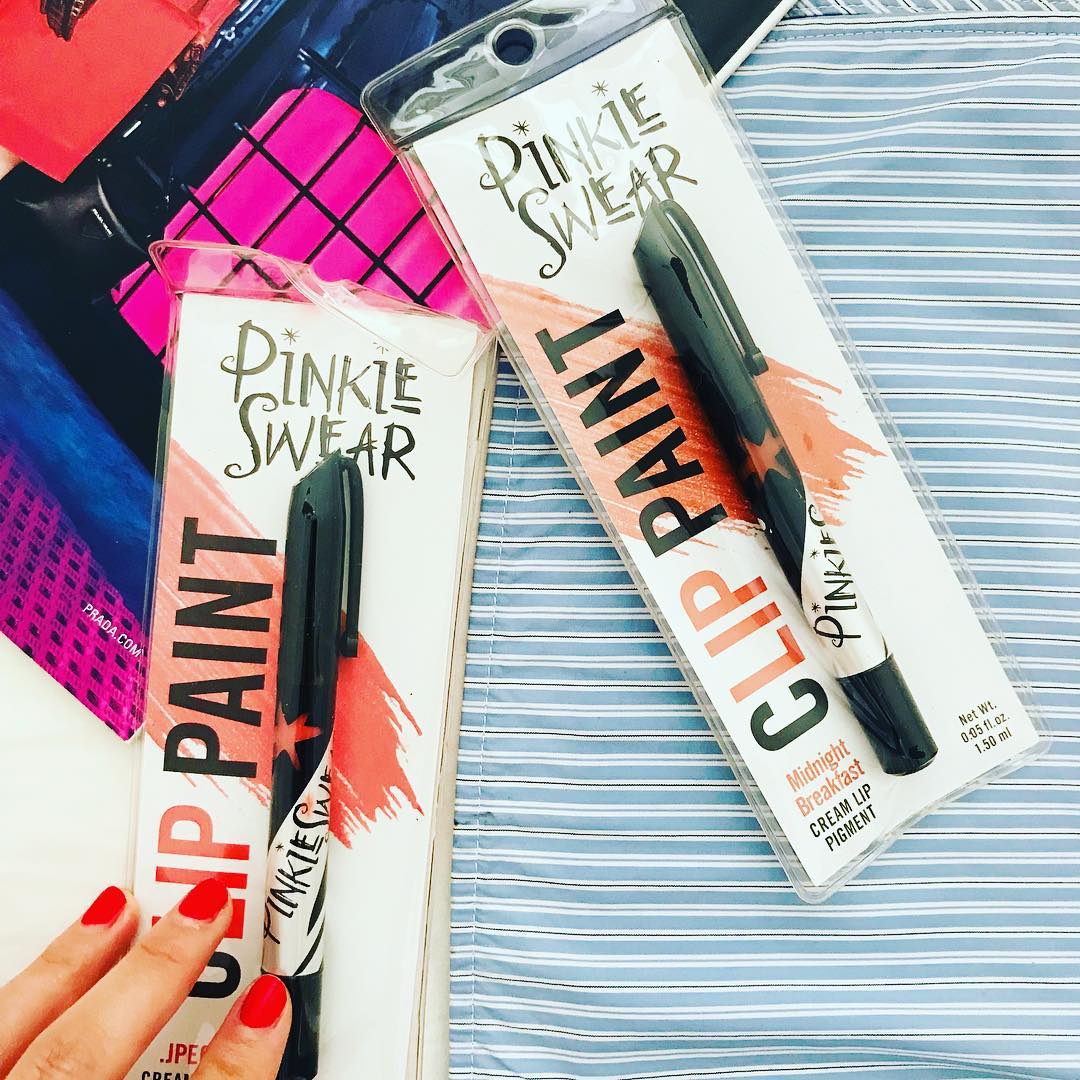 PINKIE
SWEAR
CLIP PAINT
PINKIE
Midnight
Breakfast
CREAM LIP
PIGMENT
Net Wt.
0.05 fl. oz.
1.50 ml
PRADA.COM
PINKIE
SWEAR
CLIP PAINT
PINKIE SWEAR